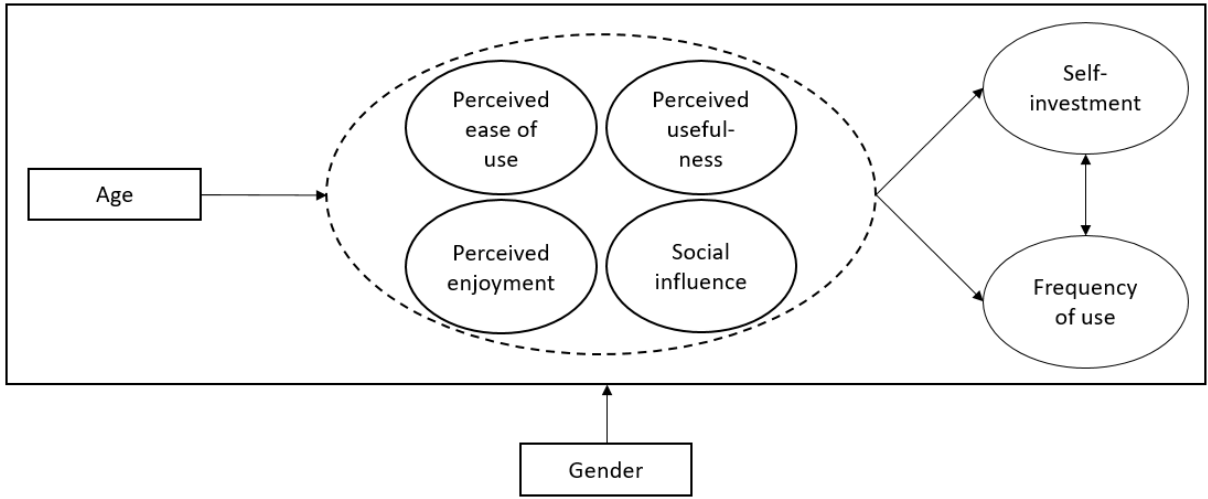 Age
Perceived
ease of
use
Perceived
useful-
ness
Perceived
enjoyment
Social
influence
Self-
investment
Frequency
of use
Gender